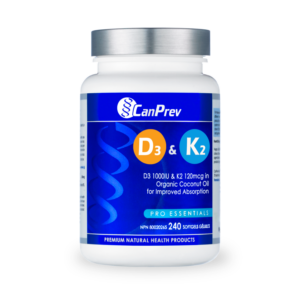 CanPrev
D3 & K2
D3 1000IU & K2 120mcg in
Organic Coconut Oil
for Improved Absorption
PRO ESSENTIALS
240 SOFTGELS
PREMIUM NATURAL HEALTH PRODUCTS